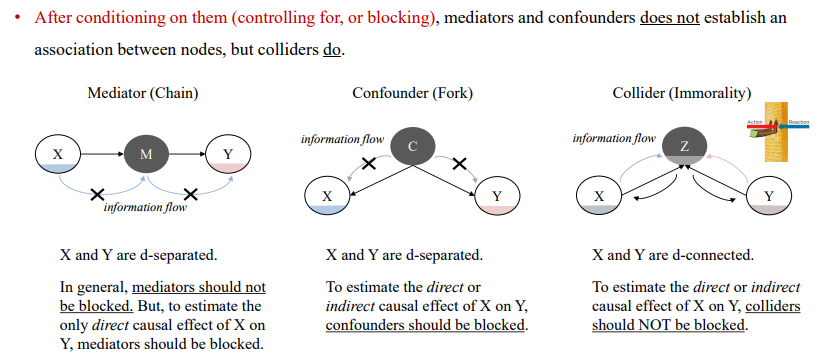 • After conditioning on them (controlling for, or blocking), mediators and confounders does not establish an
association between nodes, but colliders do.
Mediator (Chain)
X
M
Y
information flow
X and Y are d-separated.
In general, mediators should not
be blocked. But, to estimate the
only direct causal effect of X on
Y, mediators should be blocked.
Confounder (Fork)
information flow
C
X
Y
X and Y are d-separated.
To estimate the direct or
indirect causal effect of X on Y,
confounders should be blocked.
Collider (Immorality)
Action
Reaction
information flow
Z
X
Y
X and Y are d-connected.
To estimate the direct or indirect
causal effect of X on Y, colliders
should NOT be blocked.